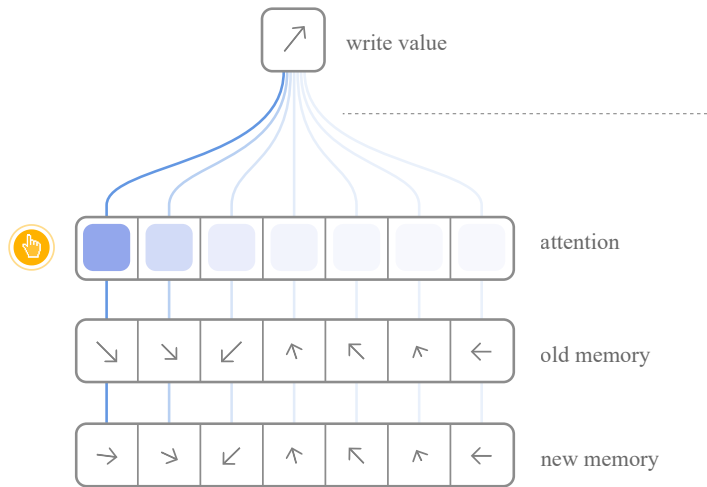 write value
attention
old memory
new memory